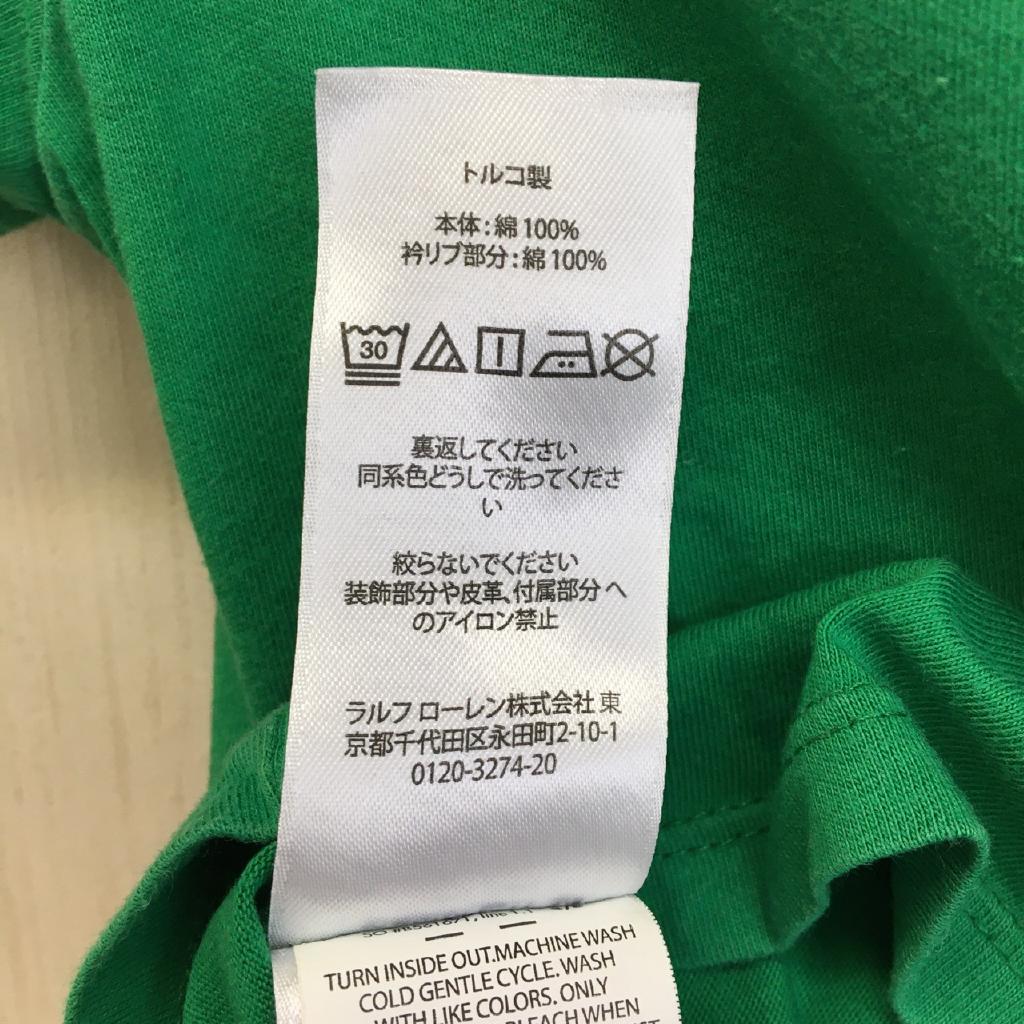 トルコ製
本体:綿100%
衿リブ部分:綿100%
30
裏返してください
同系色どうしで洗ってくださ
い
絞らないでください
装飾部分や皮革、付属部分 へ
のアイロン禁止
ラルフ ローレン株式会社 東
京都千代田区永田町2-10-1
0120-3274-20
TURN INSIDE OUT.MACHINE WASH
COLD GENTLE CYCLE. WASH
WITH LIKE COLORS. ONLY
BLEACH WHEN